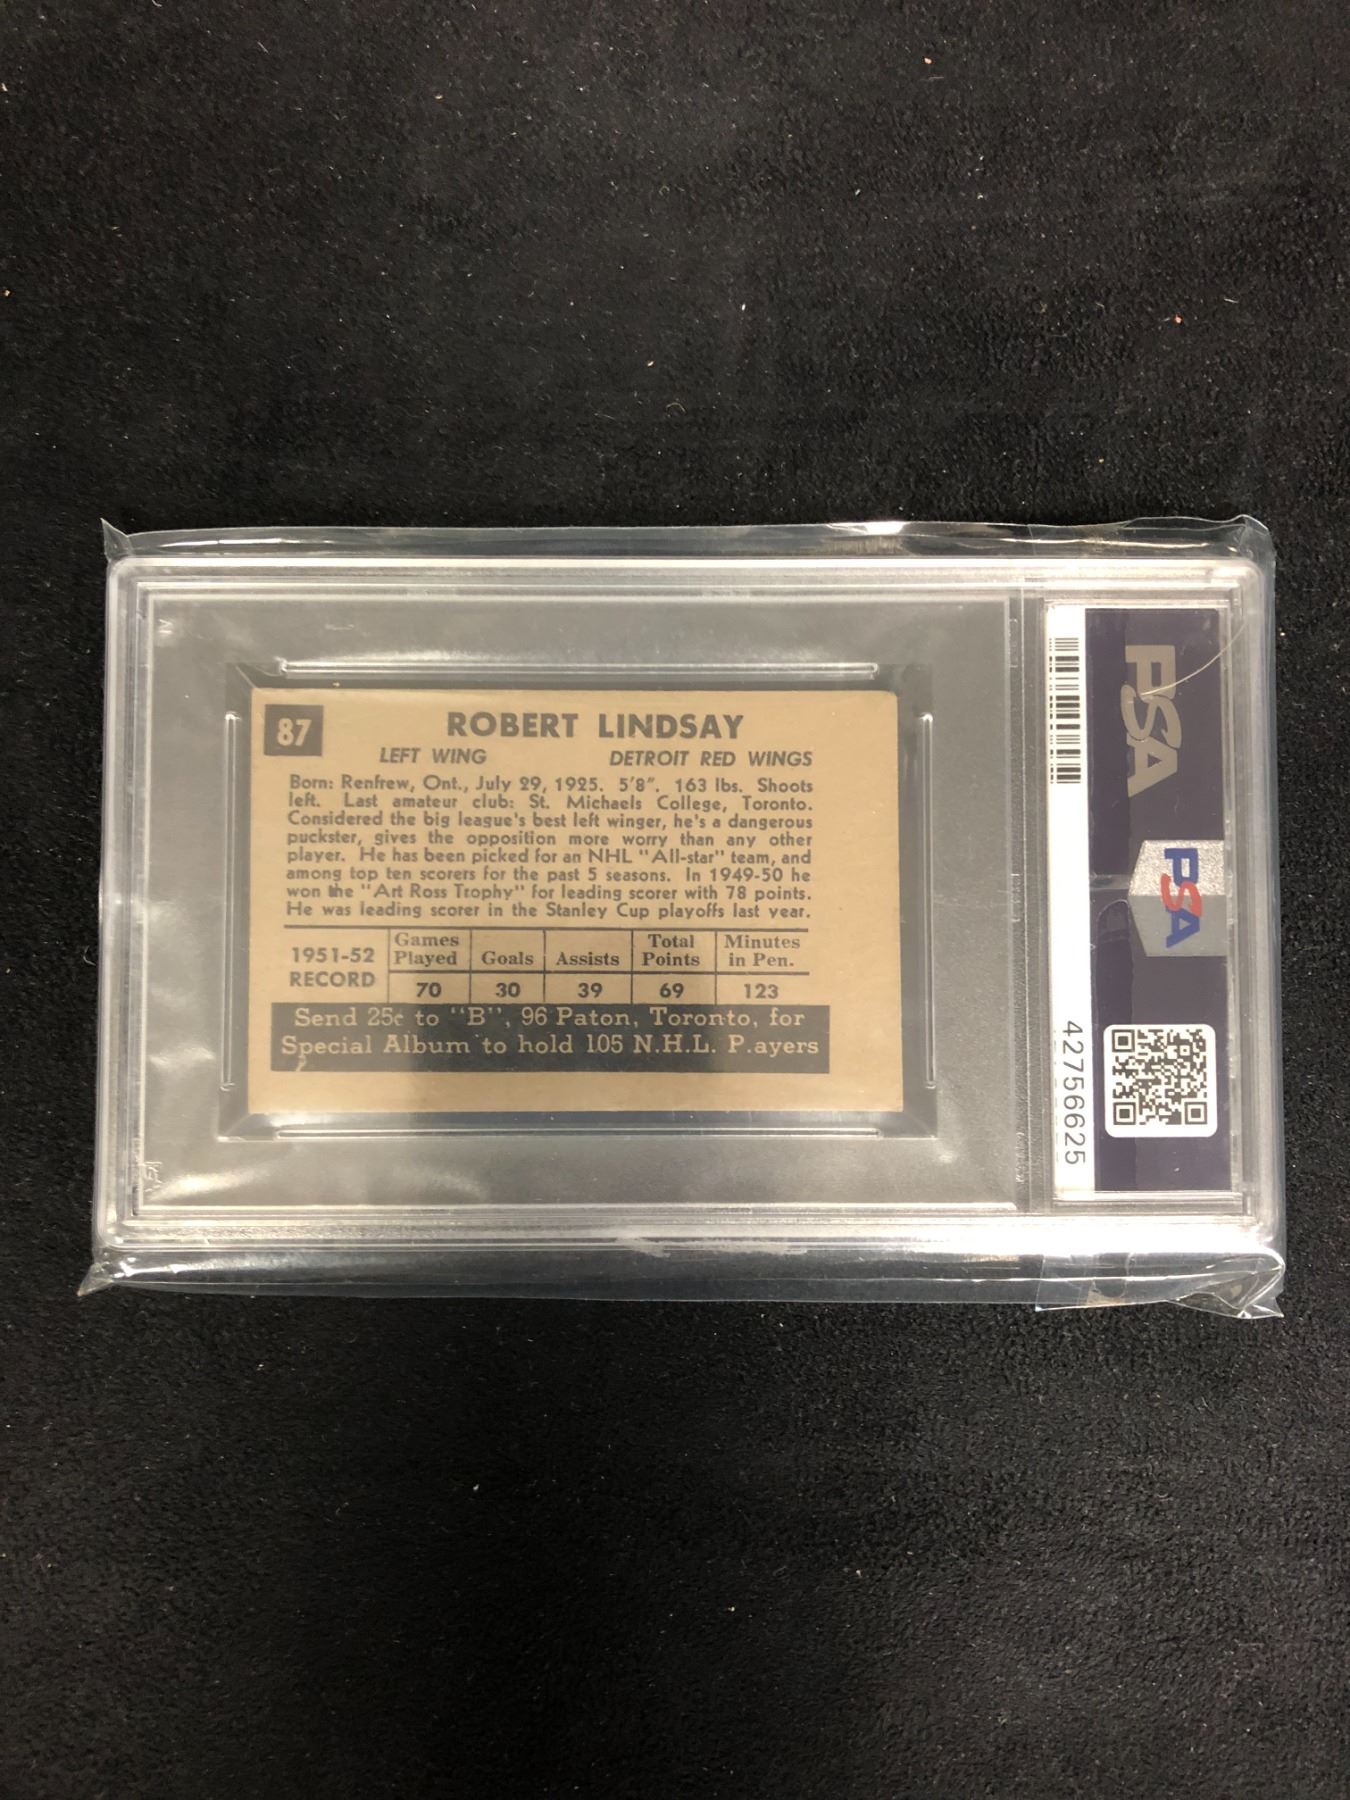 87
ROBERT LINDSAY
LEFT WING DETROIT RED WINGS
Born: Renfrew, Ont., July 29, 1925. 5'8". 163 lbs. Shoots
left. Last amateur club: St. Michaels College, Toronto.
Considered the big league's best left winger, he's a dangerous
puckster, gives the opposition more worry than any other
player. He has been picked for an NHL "All-star" team, and
among top ten scorers for the past 5 seasons. In 1949-50 he
won the "Art Ross Trophy" for leading scorer with 78 points.
He was leading scorer in the Stanley Cup playoffs last year.
1951-52 RECORD
Games Played Goals Assists Total Points Minutes in Pen.
70 30 39 69 123
Send 25c to "B", 96 Paton, Toronto, for
Special Album to hold 105 N.H.L. P.ayers
PSA
PSA
42756625